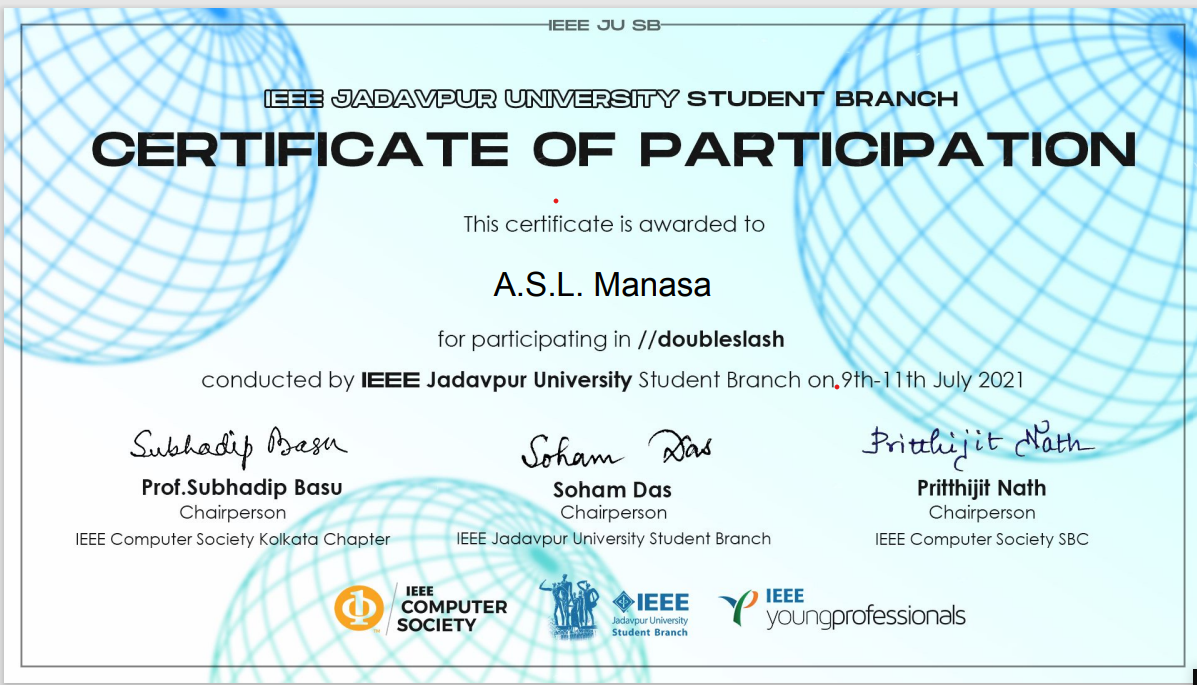 IEEE JU SB
IEEE JADAVPUR UNIVERSITY STUDENT BRANCH
CERTIFICATE OF PARTICIPATION
This certificate is awarded to
A.S.L. Manasa
for participating in //doubleslash
conducted by IEEE Jadavpur University Student Branch on 9th-11th July 2021
Subhadip Basu
Soham Das
Pritthijit Nath
Prof.Subhadip Basu
Soham Das
Pritthijit Nath
Chairperson
Chairperson
Chairperson
IEEE Computer Society Kolkata Chapter
IEEE Jadavpur University Student Branch
IEEE Computer Society SBC
IEEE
COMPUTER
SOCIETY
IEEE
Jadavpur University
Student Branch
IEEE
youngprofessionals